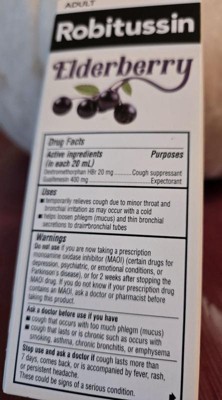 ADULT
Robitussin
Elderberry
Drug Facts
Active ingredients Purposes
(in each 20 mL)
Dextromethorphan HBr 20 mg Cough suppressant
Guaifenesin 400 mg Expectorant
Uses
■ temporarily relieves cough due to minor throat and
bronchial irritation as may occur with a cold
■ helps loosen phlegm (mucus) and thin bronchial
secretions to drain bronchial tubes
Warnings
Do not use if you are now taking a prescription
monoamine oxidase inhibitor (MAOI) (certain drugs for
depression, psychiatric, or emotional conditions, or
Parkinson's disease), or for 2 weeks after stopping the
MAOI drug. If you do not know if your prescription drug
contains an MAOI, ask a doctor or pharmacist before
taking this product.
Ask a doctor before use if you have
■ cough that occurs with too much phlegm (mucus)
■ cough that lasts or is chronic such as occurs with
smoking, asthma, chronic bronchitis, or emphysema
Stop use and ask a doctor if cough lasts more than
7 days, comes back, or is accompanied by fever, rash,
or persistent headache.
These could be signs of a serious condition.